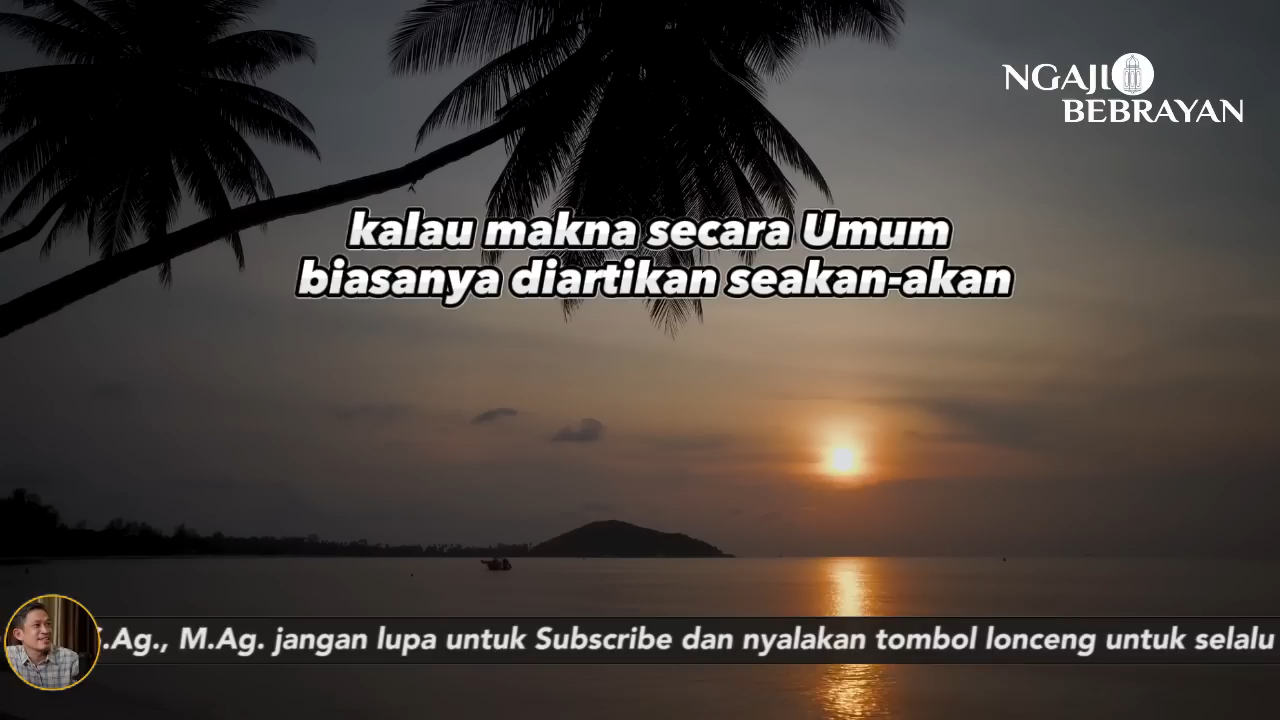 NGAJI
BEBRAYAN
kalau makna secara Umum
biasanya diartikan seakan-akan
.Ag., M.Ag. jangan lupa untuk Subscribe dan nyalakan tombol lonceng untuk selalu